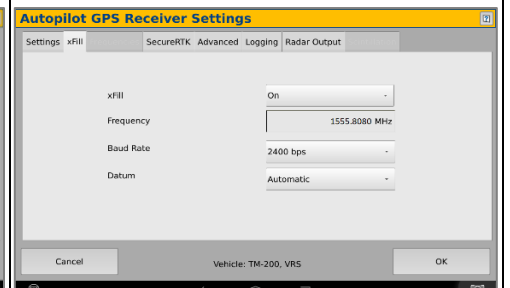 Autopilot GPS Receiver Settings
Settings xFill SecureRTK Advanced Logging Radar Output
xFill On
Frequency 1555.8080 MHz
Baud Rate 2400 bps
Datum Automatic
Cancel Vehicle: TM-200, VRS OK